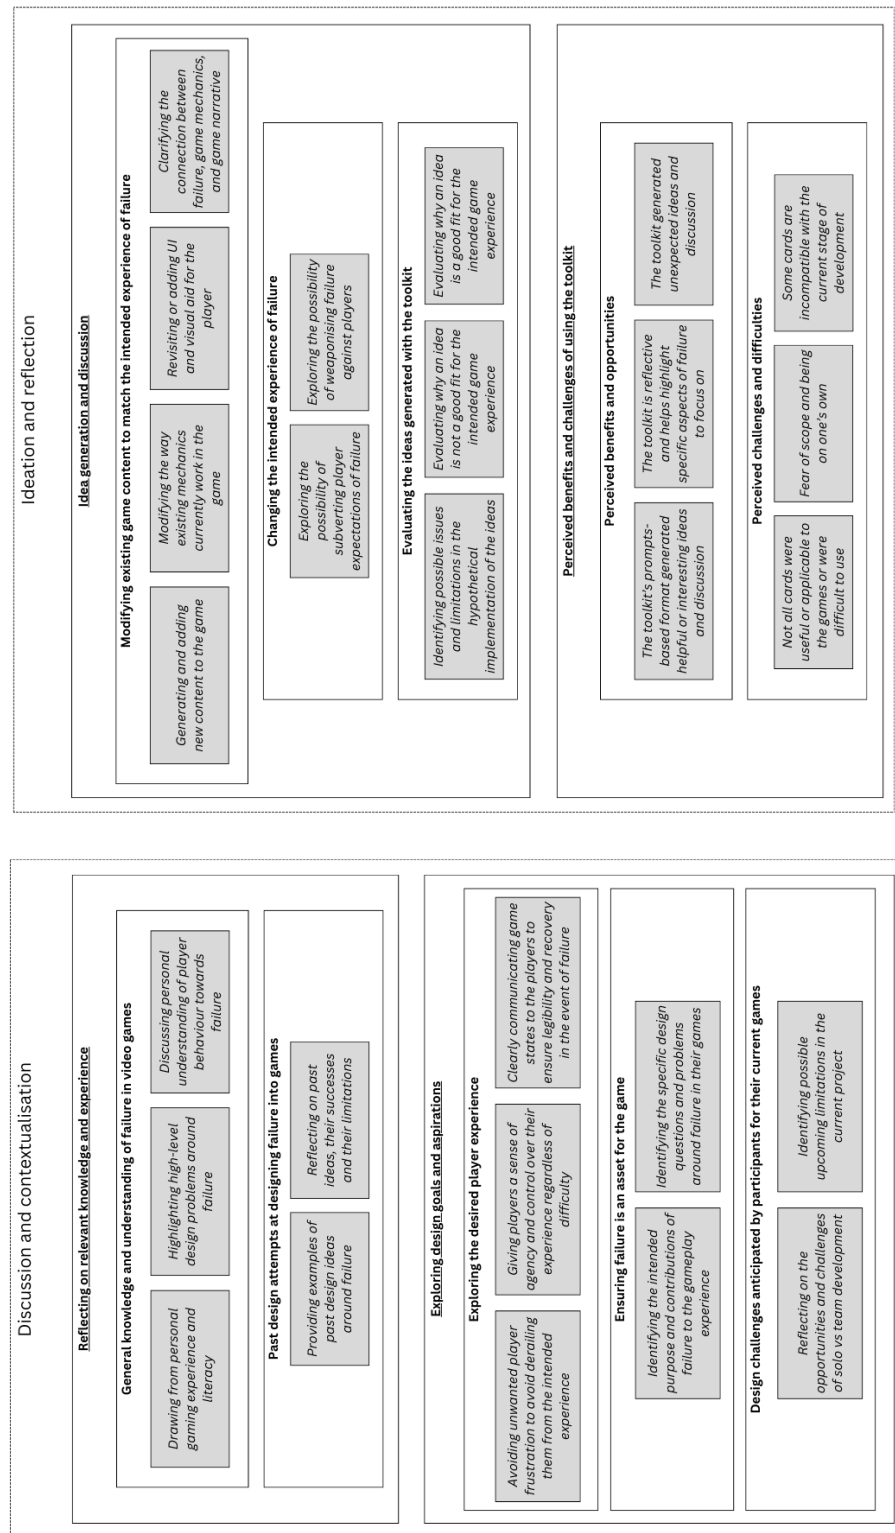 Discussion and contextualisation
Reflecting on relevant knowledge and experience
General knowledge and understanding of failure in video games
Drawing from personal
gaming experience and
literacy
Highlighting high-level
design problems around
failure
Discussing personal
understanding of player
behaviour towards
failure
Past design attempts at designing failure into games
Providing examples of
past design ideas
around failure
Reflecting on past
ideas, their successes
and their limitations
Exploring design goals and aspirations
Exploring the desired player experience
Avoiding unwanted player
frustration to avoid derailing
them from the intended
experience
Giving players a sense of
agency and control over their
experience regardless of
difficulty
Clearly communicating game
states to the players to
ensure legibility and recovery
in the event of failure
Ensuring failure is an asset for the game
Identifying the intended
purpose and contributions of
failure to the gameplay
experience
Identifying the specific design
questions and problems
around failure in their games
Design challenges anticipated by participants for their current games
Reflecting on the
opportunities and challenges
of solo vs team development
Identifying possible
upcoming limitations in the
current project
Ideation and reflection
Idea generation and discussion
Modifying existing game content to match the intended experience of failure
Generating and adding
new content to the game
Modifying the way
existing mechanics
currently work in the
game
Revisiting or adding UI
and visual aid for the
player
Clarifying the
connection between
failure, game mechanics,
and game narrative
Changing the intended experience of failure
Exploring the
possibility of
subverting player
expectations of failure
Exploring the possibility
of weaponising failure
against players
Evaluating the ideas generated with the toolkit
Identifying possible issues
and limitations in the
hypothetical
implementation of the ideas
Evaluating why an idea
is not a good fit for the
intended game
experience
Evaluating why an idea
is a good fit for the
intended game
experience
Perceived benefits and challenges of using the toolkit
Perceived benefits and opportunities
The toolkit's prompts-
based format generated
helpful or interesting ideas
and discussion
The toolkit is reflective
and helps highlight
specific aspects of failure
to focus on
The toolkit generated
unexpected ideas and
discussion
Perceived challenges and difficulties
Not all cards were
useful or applicable to
the games or were
difficult to use
Fear of scope and being
on one's own
Some cards are
incompatible with the
current stage of
development